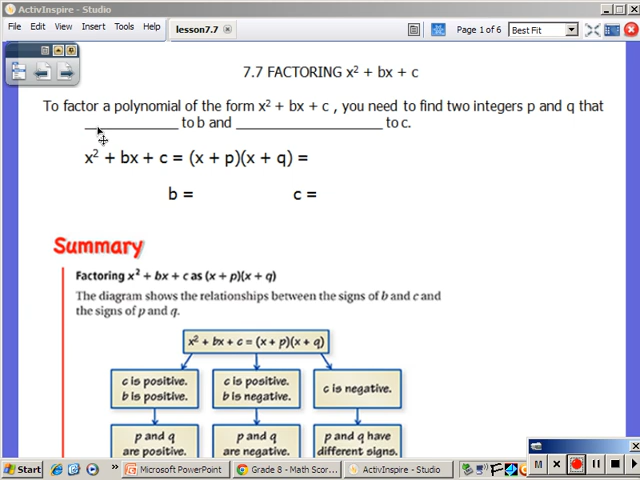 ActivInspire - Studio
File Edit View Insert Tools Help lesson7.7 Page 1 of 6 Best Fit
7.7 FACTORING x² + bx + c
To factor a polynomial of the form x² + bx + c , you need to find two integers p and q that
____________ to b and ___________________ to c.
x² + bx + c = (x + p)(x + q) =
b = c =
Summary
Factoring x² + bx + c as (x + p)(x + q)
The diagram shows the relationships between the signs of b and c and
the signs of p and q.
x² + bx + c = (x + p)(x + q)
c is positive.
b is positive.
c is positive.
b is negative.
c is negative.
p and q
are positive.
p and q
are negative.
p and q have
different signs.
M
Start Microsoft PowerPoint Grade 8 - Math Scor... ActivInspire - Studio